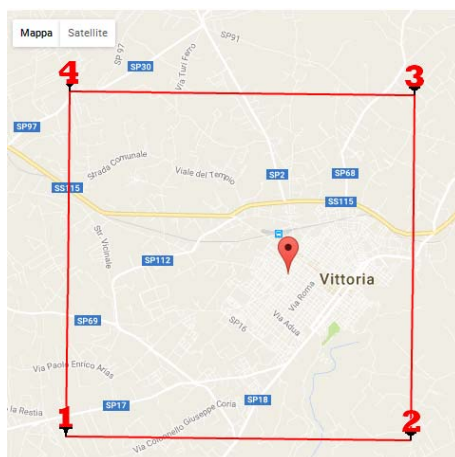 Mappa Satellite
SP 97
Via Turi Ferro
SP91
4
SP30
3
SP97
Strada Comunale
Viale del Tempio
SP2
SP68
SS115
SS115
Str. Vicinale
SP112
Vittoria
Via Roma
SP69
SP16
Via Adua
Via Paolo Enrico Arias
SP17
SP18
o la Restia
1
2
Via Colonnello Giuseppe Coria